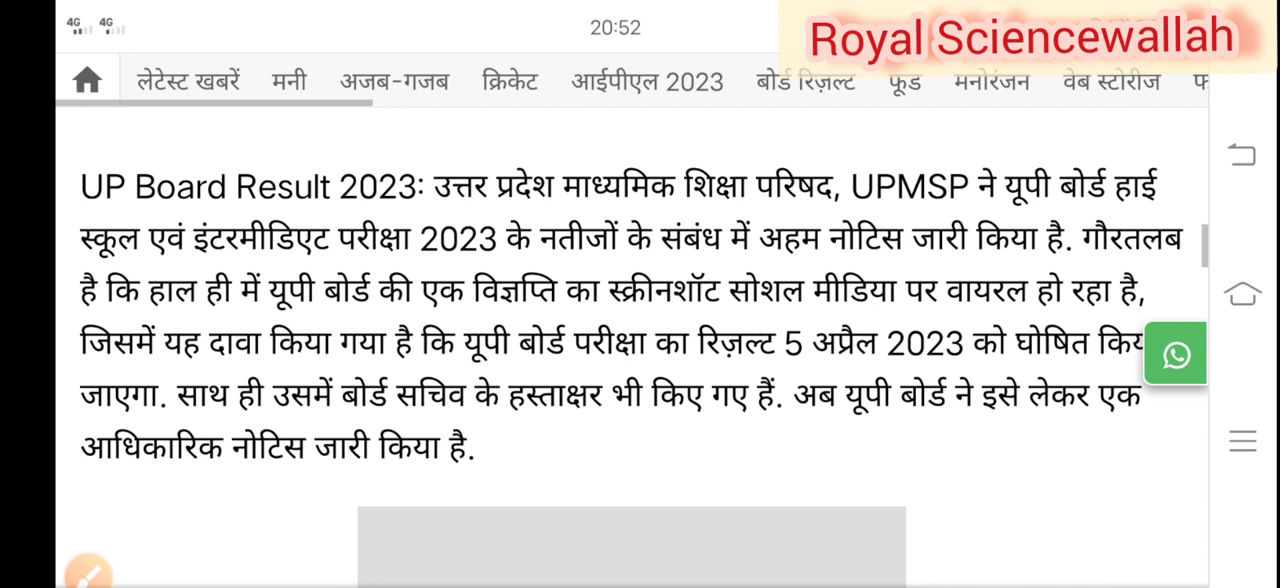 4G 4G 20:52
Royal Sciencewallah
लेटेस्ट खबरें मनी अजब-गजब क्रिकेट आईपीएल 2023 बोर्ड रिज़ल्ट फूड मनोरंजन वेब स्टोरीज
UP Board Result 2023: उत्तर प्रदेश माध्यमिक शिक्षा परिषद, UPMSP ने यूपी बोर्ड हाई
स्कूल एवं इंटरमीडिएट परीक्षा 2023 के नतीजों के संबंध में अहम नोटिस जारी किया है. गौरतलब
है कि हाल ही में यूपी बोर्ड की एक विज्ञप्ति का स्क्रीनशॉट सोशल मीडिया पर वायरल हो रहा है,
जिसमें यह दावा किया गया है कि यूपी बोर्ड परीक्षा का रिज़ल्ट 5 अप्रैल 2023 को घोषित किय
जाएगा. साथ ही उसमें बोर्ड सचिव के हस्ताक्षर भी किए गए हैं. अब यूपी बोर्ड ने इसे लेकर एक
आधिकारिक नोटिस जारी किया है.